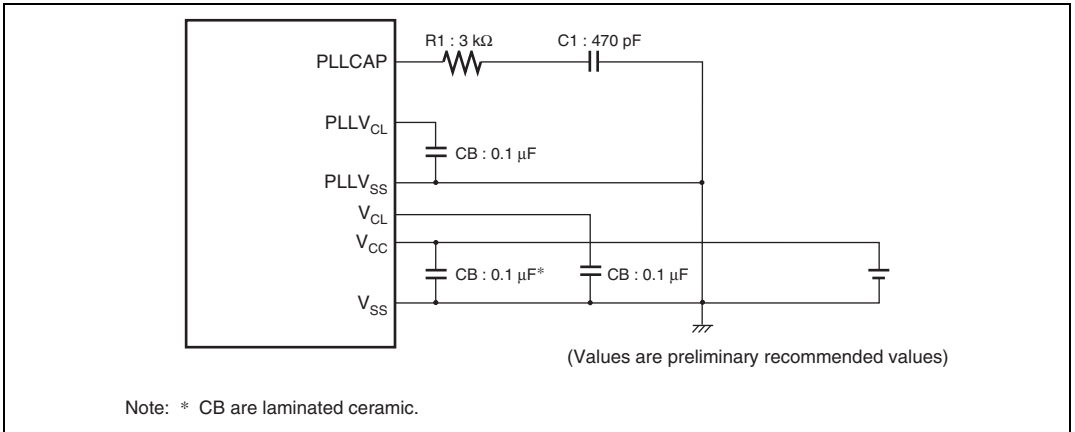 R1 : 3 kΩ
C1 : 470 pF
PLLCAP
PLLVCL
CB : 0.1 μF
PLLVSS
VCL
VCC
CB : 0.1 μF*
CB : 0.1 μF
VSS
(Values are preliminary recommended values)
Note: * CB are laminated ceramic.